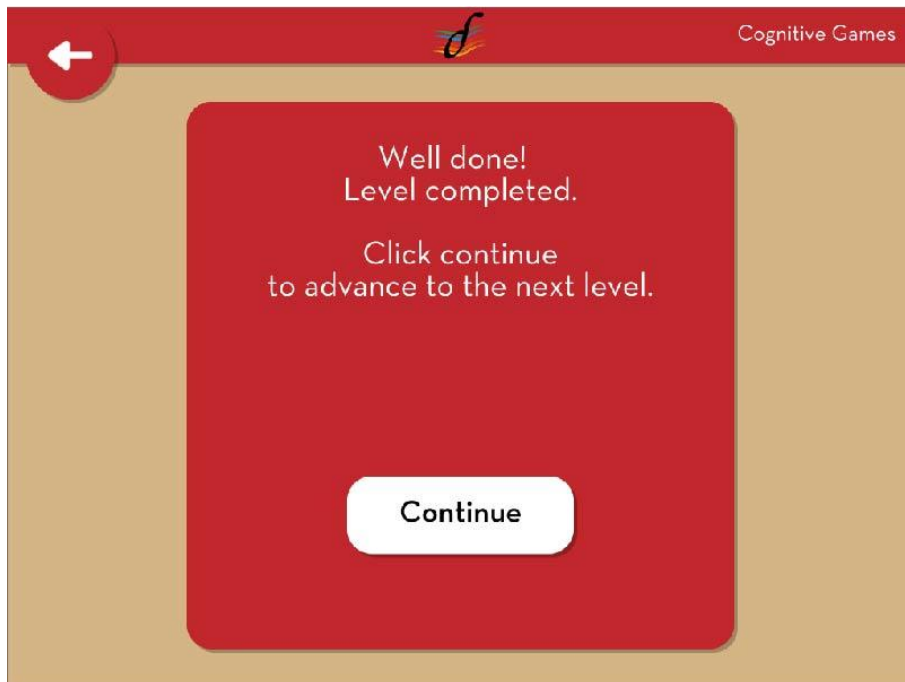 Cognitive Games
Well done!
Level completed.
Click continue
to advance to the next level.
Continue